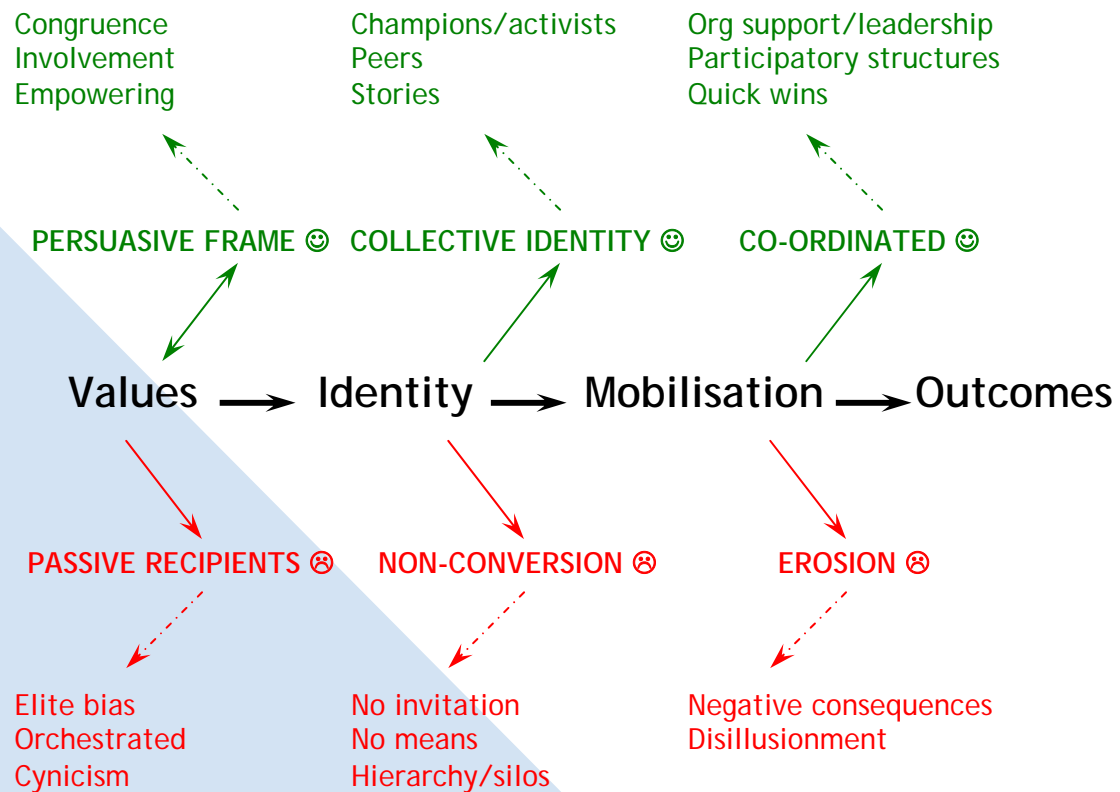 Congruence
Involvement
Empowering
Champions/activists
Peers
Stories
Org support/leadership
Participatory structures
Quick wins
PERSUASIVE FRAME ☺
COLLECTIVE IDENTITY ☺
CO-ORDINATED ☺
Values
Identity
Mobilisation
Outcomes
PASSIVE RECIPIENTS ☹
NON-CONVERSION ☹
EROSION ☹
Elite bias
Orchestrated
Cynicism
No invitation
No means
Hierarchy/silos
Negative consequences
Disillusionment